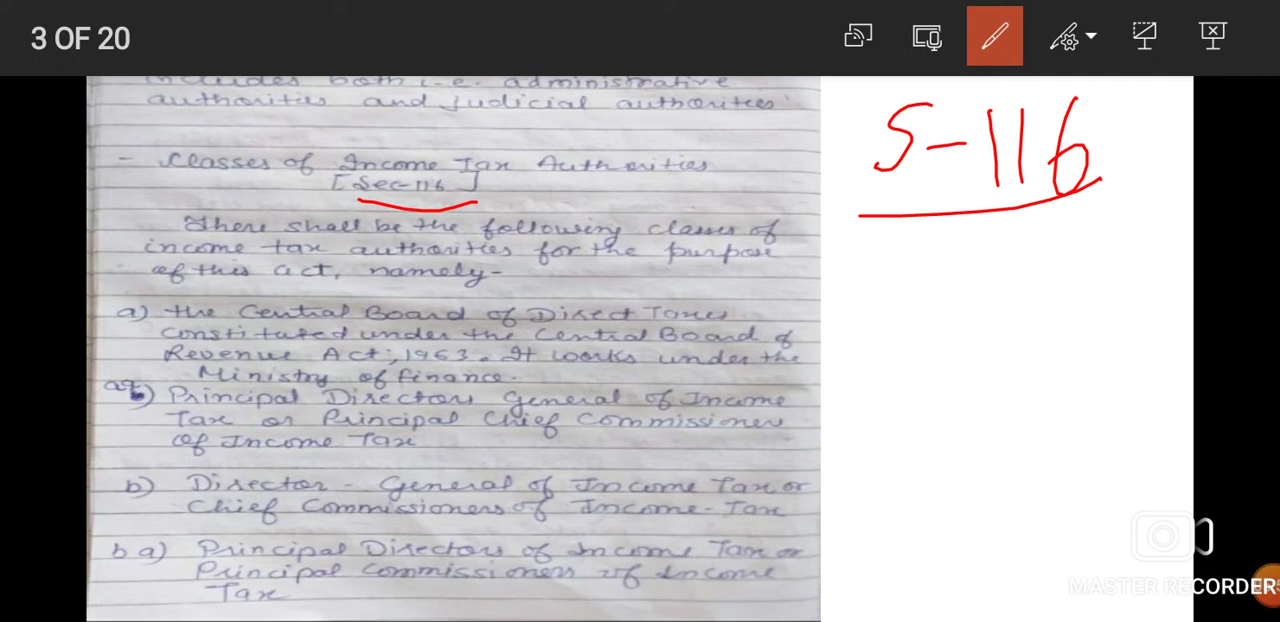 3 OF 20
includes both i.e. administrative
authorities and judicial authorities
S-116
- Classes of Income Tax Authorities
[Sec-116]
There shall be the following classes of
income tax authorities for the purpose
of this act, namely-
a) the Central Board of Direct Taxes
constituted under the Central Board of
Revenue Act, 1963. It works under the
Ministry of finance.
aa) Principal Directors General of Income
Tax or Principal Chief Commissioners
of Income Tax
b) Director - General of Income Tax or
Chief Commissioners of Income-Tax
ba) Principal Directors of Income Tax or
Principal Commissioners of Income
Tax
MASTER RECORDER